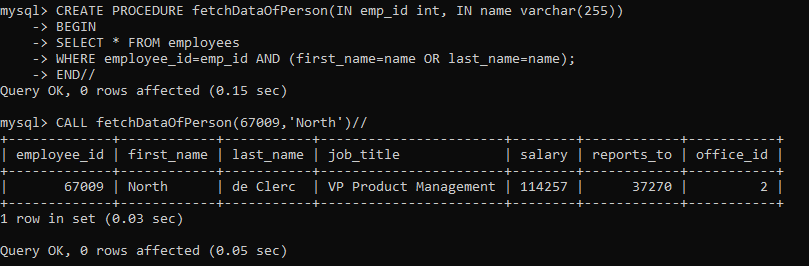 mysql> CREATE PROCEDURE fetchDataOfPerson(IN emp_id int, IN name varchar(255))
    -> BEGIN
    -> SELECT * FROM employees
    -> WHERE employee_id=emp_id AND (first_name=name OR last_name=name);
    -> END//
Query OK, 0 rows affected (0.15 sec)

mysql> CALL fetchDataOfPerson(67009,'North')//
+-------------+------------+-----------+-----------------------+--------+------------+-----------+
| employee_id | first_name | last_name | job_title             | salary | reports_to | office_id |
+-------------+------------+-----------+-----------------------+--------+------------+-----------+
|       67009 | North      | de Clerc  | VP Product Management | 114257 |      37270 |         2 |
+-------------+------------+-----------+-----------------------+--------+------------+-----------+
1 row in set (0.03 sec)

Query OK, 0 rows affected (0.05 sec)